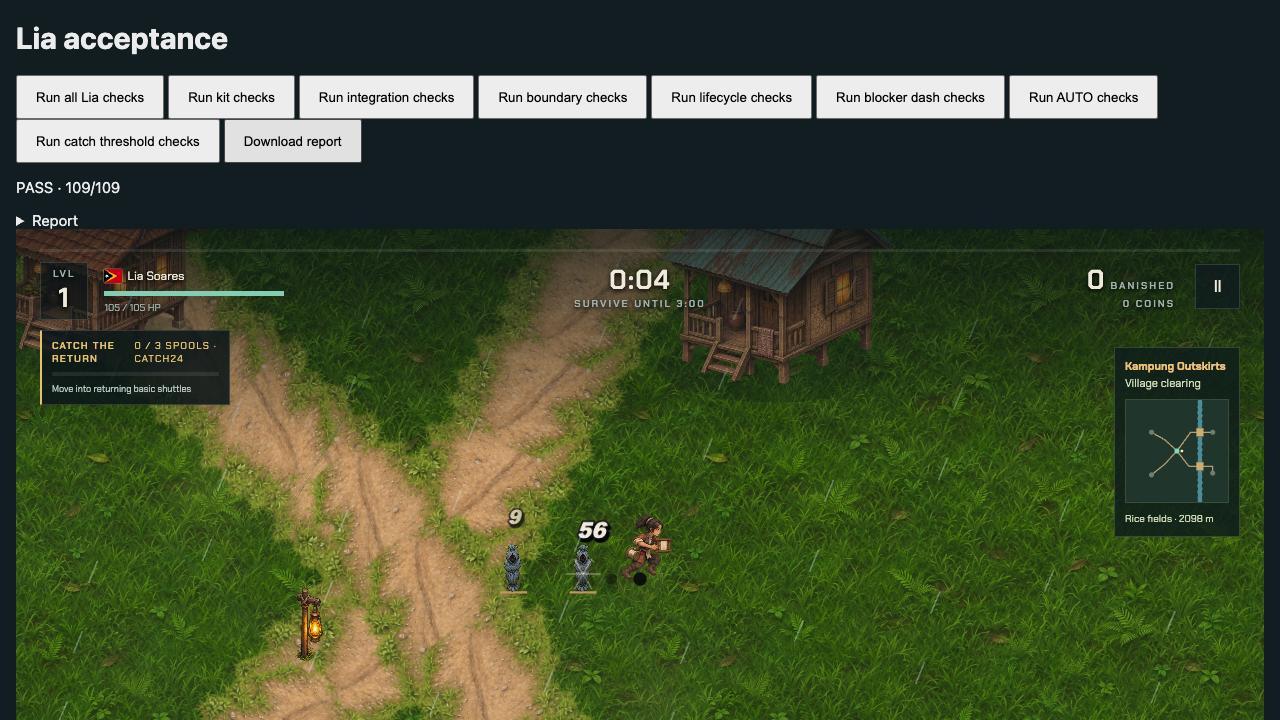 Lia acceptance
Run all Lia checks
Run kit checks
Run integration checks
Run boundary checks
Run lifecycle checks
Run blocker dash checks
Run AUTO checks
Run catch threshold checks
Download report
PASS · 109/109
Report
LVL
1
Lia Soares
105 / 105 HP
0:04
SURVIVE UNTIL 3:00
0 BANISHED
0 COINS
CATCH THE
RETURN
0 / 3 SPOOLS ·
CATCH24
Move into returning basic shuttles
Kampung Outskirts
Village clearing
Rice fields · 2098 m
9
56